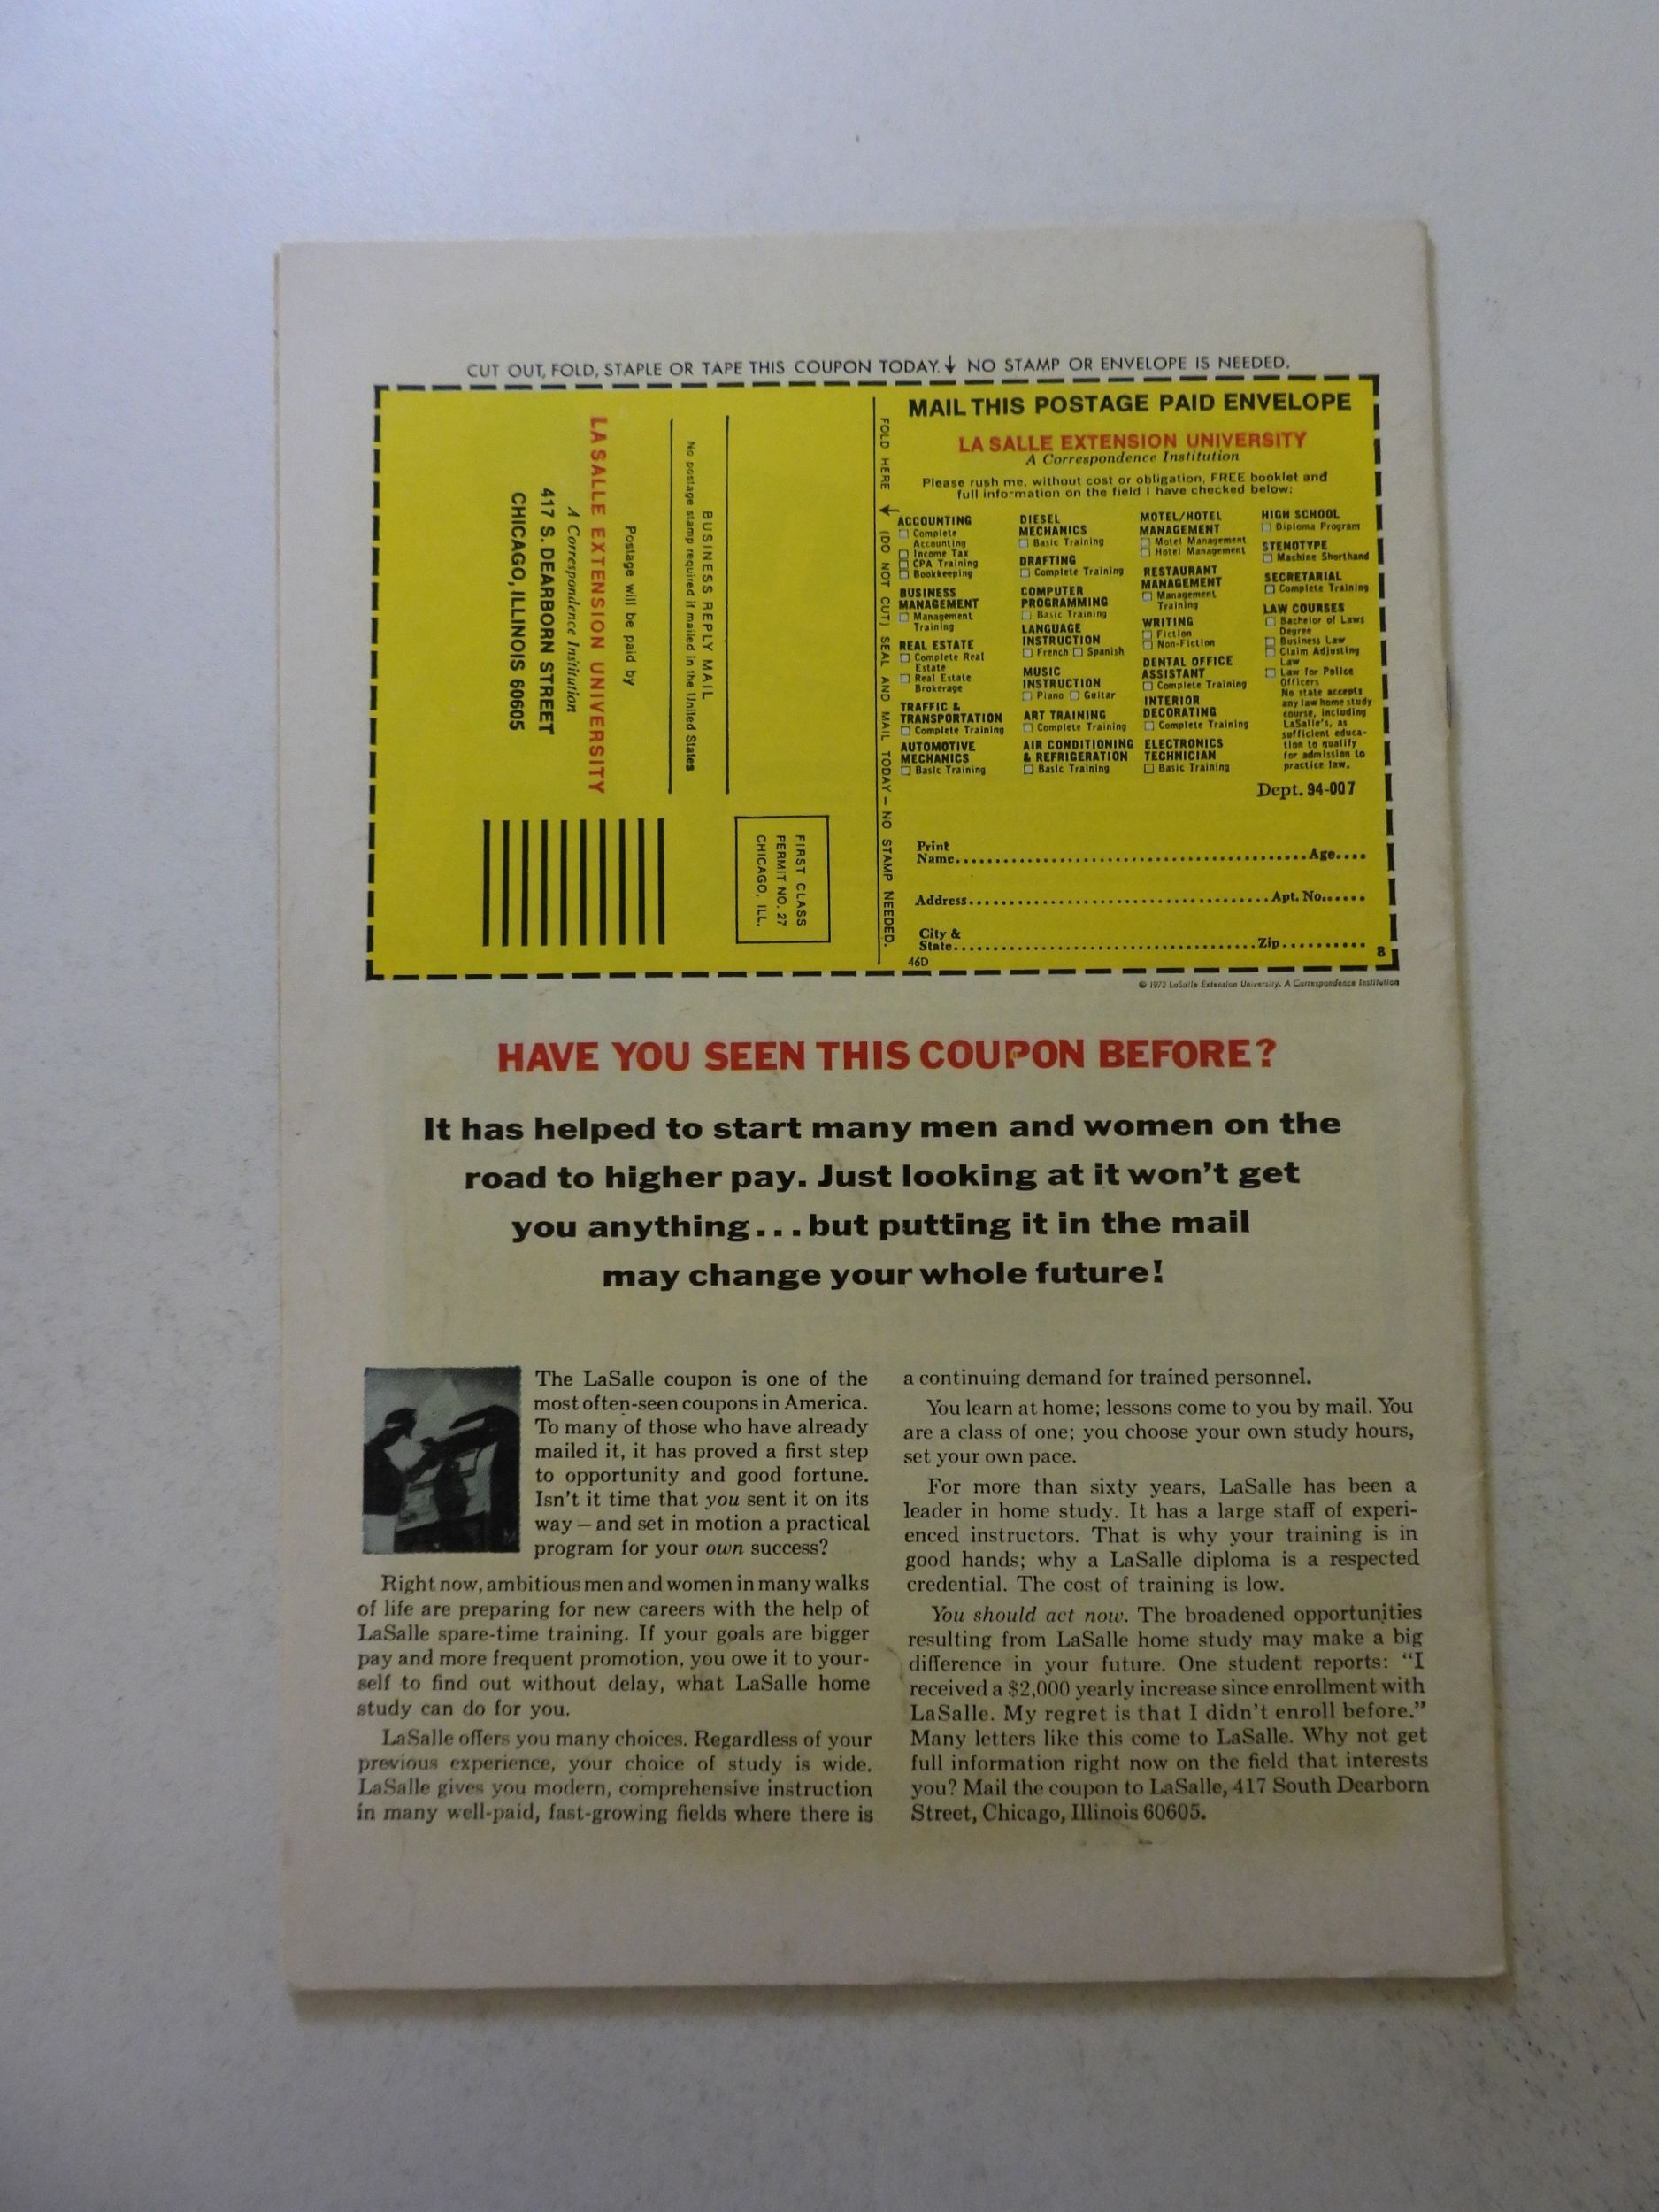 CUT OUT, FOLD, STAPLE OR TAPE THIS COUPON TODAY. ↓ NO STAMP OR ENVELOPE IS NEEDED.
BUSINESS REPLY MAIL
No postage stamp required if mailed in the United States
Postage will be paid by
LA SALLE EXTENSION UNIVERSITY
A Correspondence Institution
417 S. DEARBORN STREET
CHICAGO, ILLINOIS 60605
FIRST CLASS
PERMIT NO. 27
CHICAGO, ILL.
FOLD HERE ↓ (DO NOT CUT) SEAL AND MAIL TODAY — NO STAMP NEEDED.
MAIL THIS POSTAGE PAID ENVELOPE
LA SALLE EXTENSION UNIVERSITY
A Correspondence Institution
Please rush me, without cost or obligation, FREE booklet and
full information on the field I have checked below:
ACCOUNTING
☐ Complete
Accounting
☐ Income Tax
☐ CPA Training
☐ Bookkeeping
BUSINESS
MANAGEMENT
☐ Management
Training
REAL ESTATE
☐ Complete Real
Estate
☐ Real Estate
Brokerage
TRAFFIC &
TRANSPORTATION
☐ Complete Training
AUTOMOTIVE
MECHANICS
☐ Basic Training
DIESEL
MECHANICS
☐ Basic Training
DRAFTING
☐ Complete Training
COMPUTER
PROGRAMMING
☐ Basic Training
LANGUAGE
INSTRUCTION
☐ French ☐ Spanish
MUSIC
INSTRUCTION
☐ Piano ☐ Guitar
ART TRAINING
☐ Complete Training
AIR CONDITIONING
& REFRIGERATION
☐ Basic Training
MOTEL/HOTEL
MANAGEMENT
☐ Motel Management
☐ Hotel Management
RESTAURANT
MANAGEMENT
☐ Management
Training
WRITING
☐ Fiction
☐ Non-Fiction
DENTAL OFFICE
ASSISTANT
☐ Complete Training
INTERIOR
DECORATING
☐ Complete Training
ELECTRONICS
TECHNICIAN
☐ Basic Training
HIGH SCHOOL
☐ Diploma Program
STENOTYPE
☐ Machine Shorthand
SECRETARIAL
☐ Complete Training
LAW COURSES
☐ Bachelor of Laws
Degree
☐ Business Law
☐ Claim Adjusting
Law
☐ Law for Police
Officers
No state accepts
any law home study
course, including
LaSalle's, as
sufficient educa-
tion to qualify
for admission to
practice law.
Dept. 94-007
Print
Name.....Age....
Address.....Apt. No......
City &
State.....Zip..........
46D
8
© 1972 LaSalle Extension University. A Correspondence Institution
HAVE YOU SEEN THIS COUPON BEFORE?
It has helped to start many men and women on the
road to higher pay. Just looking at it won't get
you anything...but putting it in the mail
may change your whole future!
The LaSalle coupon is one of the
most often-seen coupons in America.
To many of those who have already
mailed it, it has proved a first step
to opportunity and good fortune.
Isn't it time that you sent it on its
way — and set in motion a practical
program for your own success?
Right now, ambitious men and women in many walks
of life are preparing for new careers with the help of
LaSalle spare-time training. If your goals are bigger
pay and more frequent promotion, you owe it to your-
self to find out without delay, what LaSalle home
study can do for you.
LaSalle offers you many choices. Regardless of your
previous experience, your choice of study is wide.
LaSalle gives you modern, comprehensive instruction
in many well-paid, fast-growing fields where there is
a continuing demand for trained personnel.
You learn at home; lessons come to you by mail. You
are a class of one; you choose your own study hours,
set your own pace.
For more than sixty years, LaSalle has been a
leader in home study. It has a large staff of experi-
enced instructors. That is why your training is in
good hands; why a LaSalle diploma is a respected
credential. The cost of training is low.
You should act now. The broadened opportunities
resulting from LaSalle home study may make a big
difference in your future. One student reports: "I
received a $2,000 yearly increase since enrollment with
LaSalle. My regret is that I didn't enroll before."
Many letters like this come to LaSalle. Why not get
full information right now on the field that interests
you? Mail the coupon to LaSalle, 417 South Dearborn
Street, Chicago, Illinois 60605.